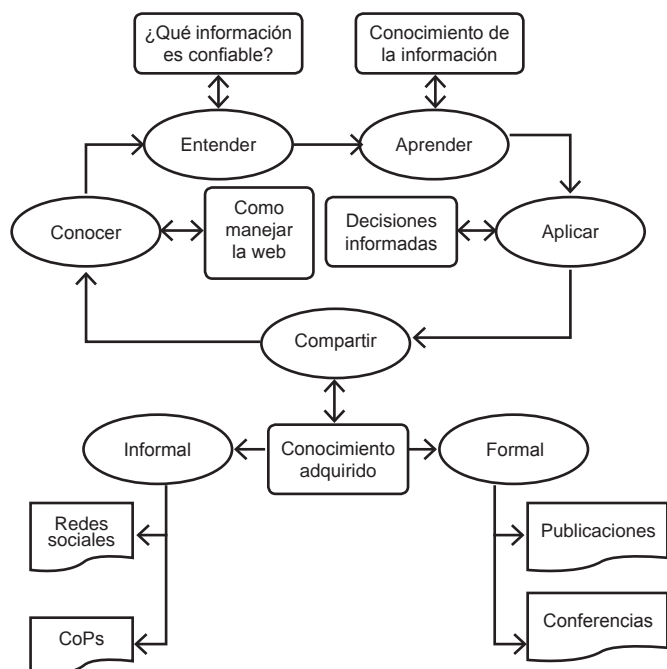 ¿Qué información
es confiable?
Conocimiento de
la información
Entender
Aprender
Conocer
Como
manejar
la web
Decisiones
informadas
Aplicar
Compartir
Informal
Conocimiento
adquirido
Formal
Redes
sociales
Publicaciones
CoPs
Conferencias